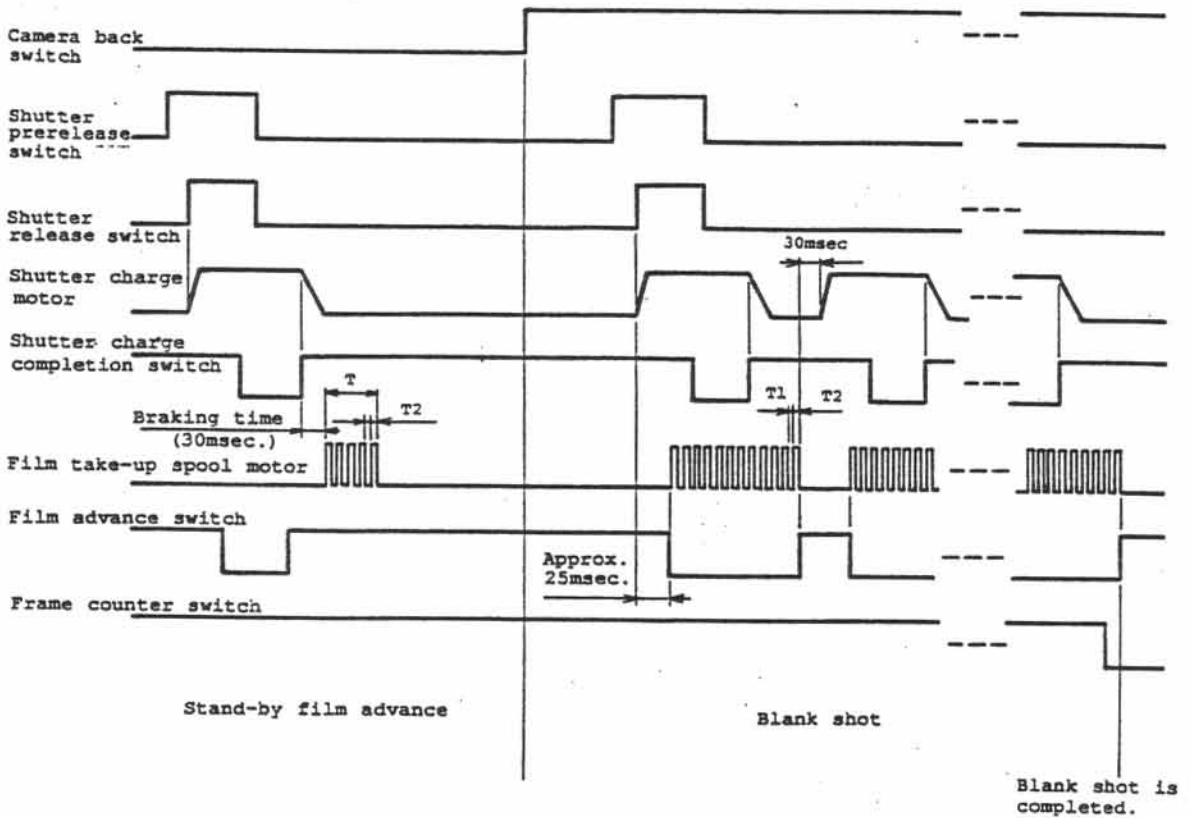 Camera back
switch
Shutter
prerelease
switch
Shutter
release switch
30msec
Shutter charge
motor
Shutter charge
completion switch
T
T1
T2
Braking time
T2
(30msec.)
Film take-up spool motor
Film advance switch
Approx.
25msec.
Frame counter switch
Stand-by film advance
Blank shot
Blank shot is
completed.